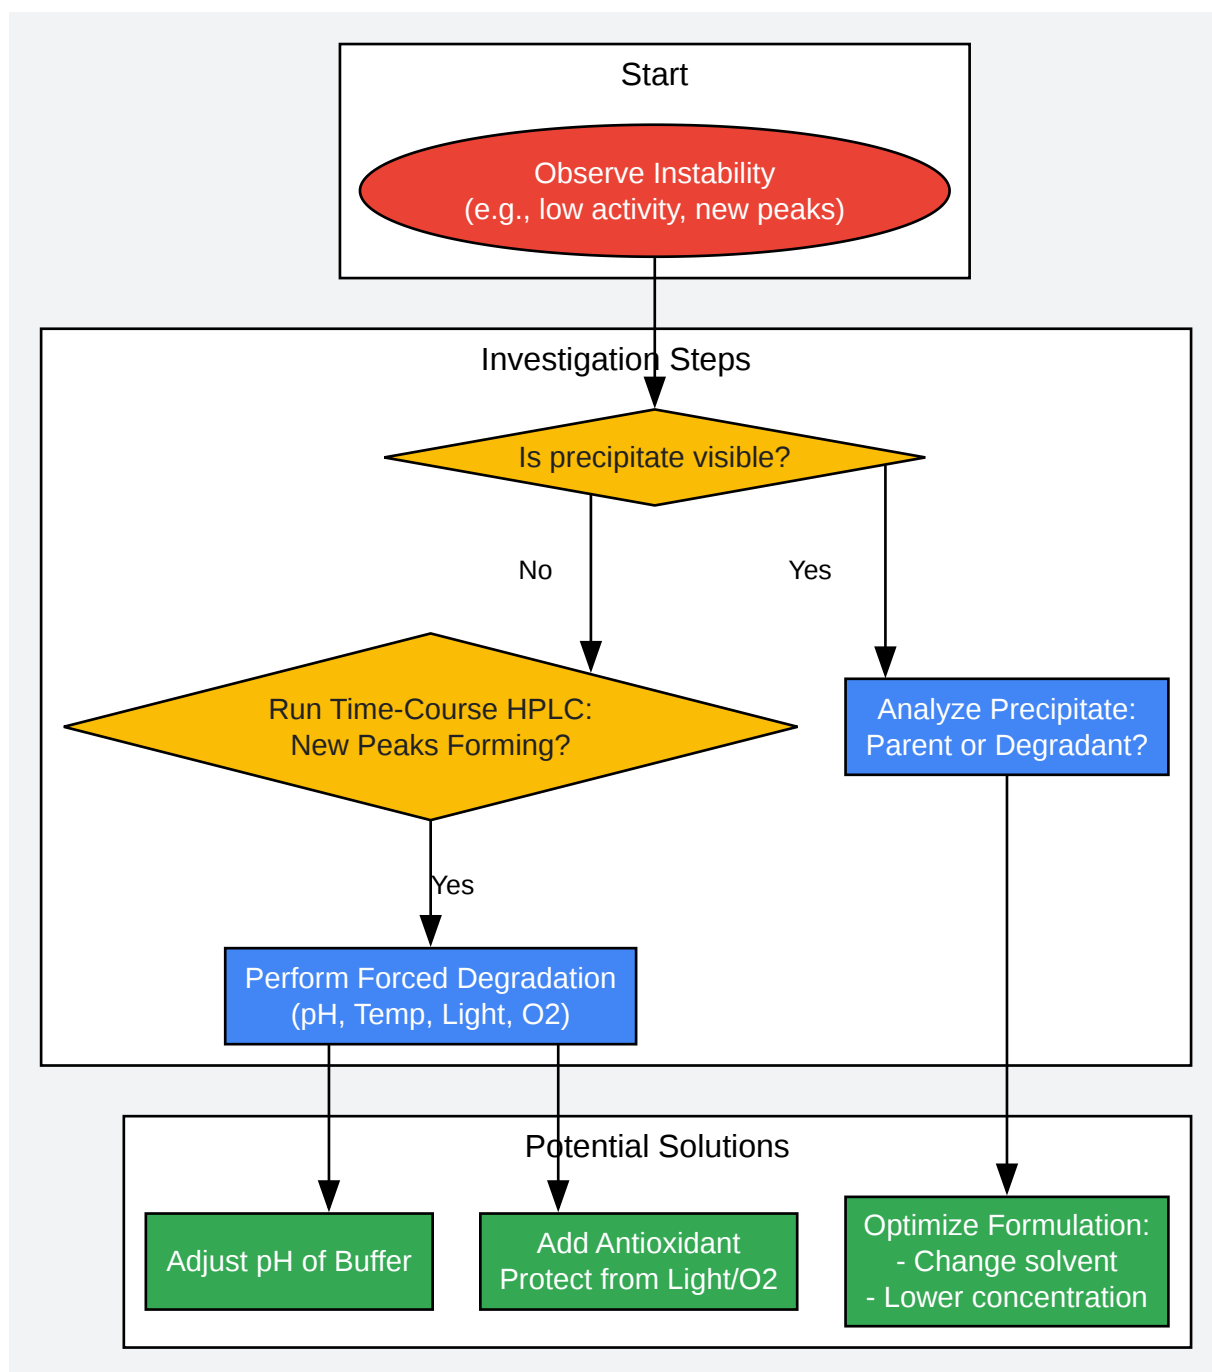 Start
Observe Instability
(e.g., low activity, new peaks)
Investigation Steps
Is precipitate visible?
No
Yes
Run Time-Course HPLC:
New Peaks Forming?
Analyze Precipitate:
Parent or Degradant?
Yes
Perform Forced Degradation
(pH, Temp, Light, O2)
Potential Solutions
Adjust pH of Buffer
Add Antioxidant
Protect from Light/O2
Optimize Formulation:
- Change solvent
- Lower concentration